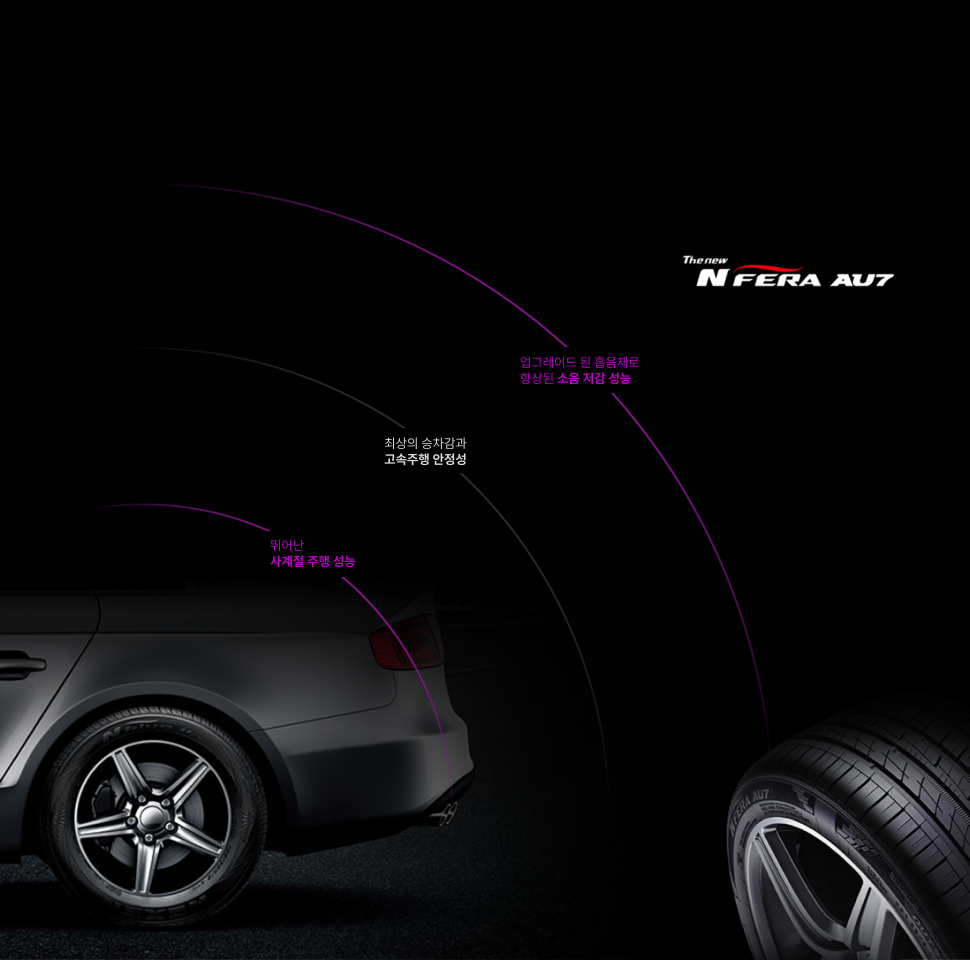 The new
N FERA AU7
업그레이드 된 흡음재로
향상된 소음 저감 성능
최상의 승차감과
고속주행 안정성
뛰어난
사계절 주행 성능
N FERA AU7